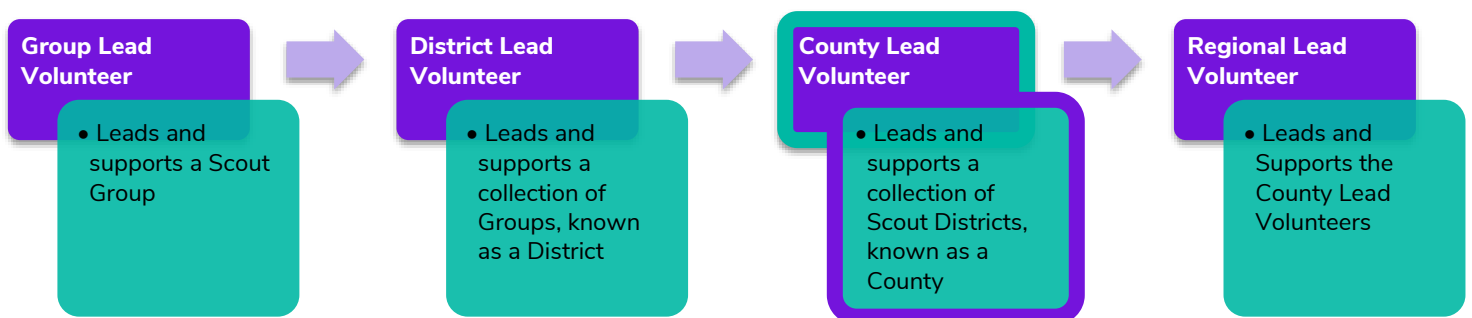 Group Lead
Volunteer
• Leads and
supports a Scout
Group
District Lead
Volunteer
• Leads and
supports a
collection of
Groups, known
as a District
County Lead
Volunteer
• Leads and
supports a
collection of
Scout Districts,
known as a
County
Regional Lead
Volunteer
• Leads and
Supports the
County Lead
Volunteers